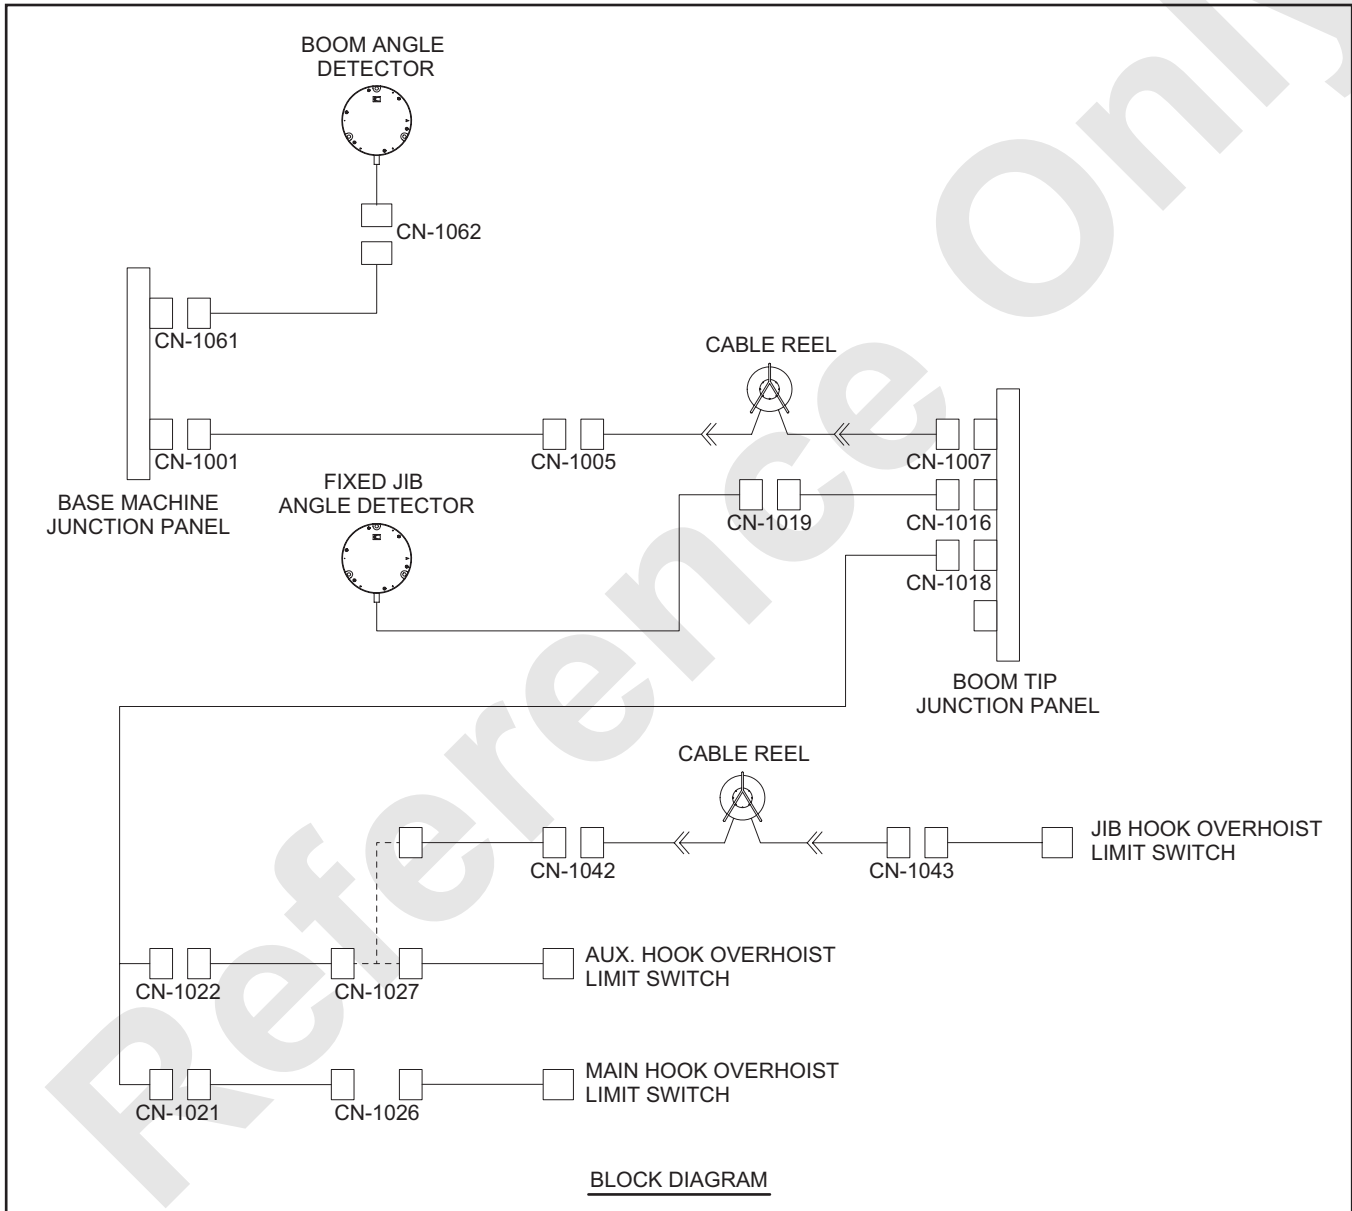 BOOM ANGLE
DETECTOR
CN-1062
CN-1061
CABLE REEL
CN-1001
CN-1005
CN-1007
BASE MACHINE
JUNCTION PANEL
FIXED JIB
ANGLE DETECTOR
CN-1019
CN-1016
CN-1018
BOOM TIP
JUNCTION PANEL
CABLE REEL
JIB HOOK OVERHOIST
LIMIT SWITCH
CN-1042
CN-1043
AUX. HOOK OVERHOIST
LIMIT SWITCH
CN-1022
CN-1027
MAIN HOOK OVERHOIST
LIMIT SWITCH
CN-1021
CN-1026
BLOCK DIAGRAM
Reference Only